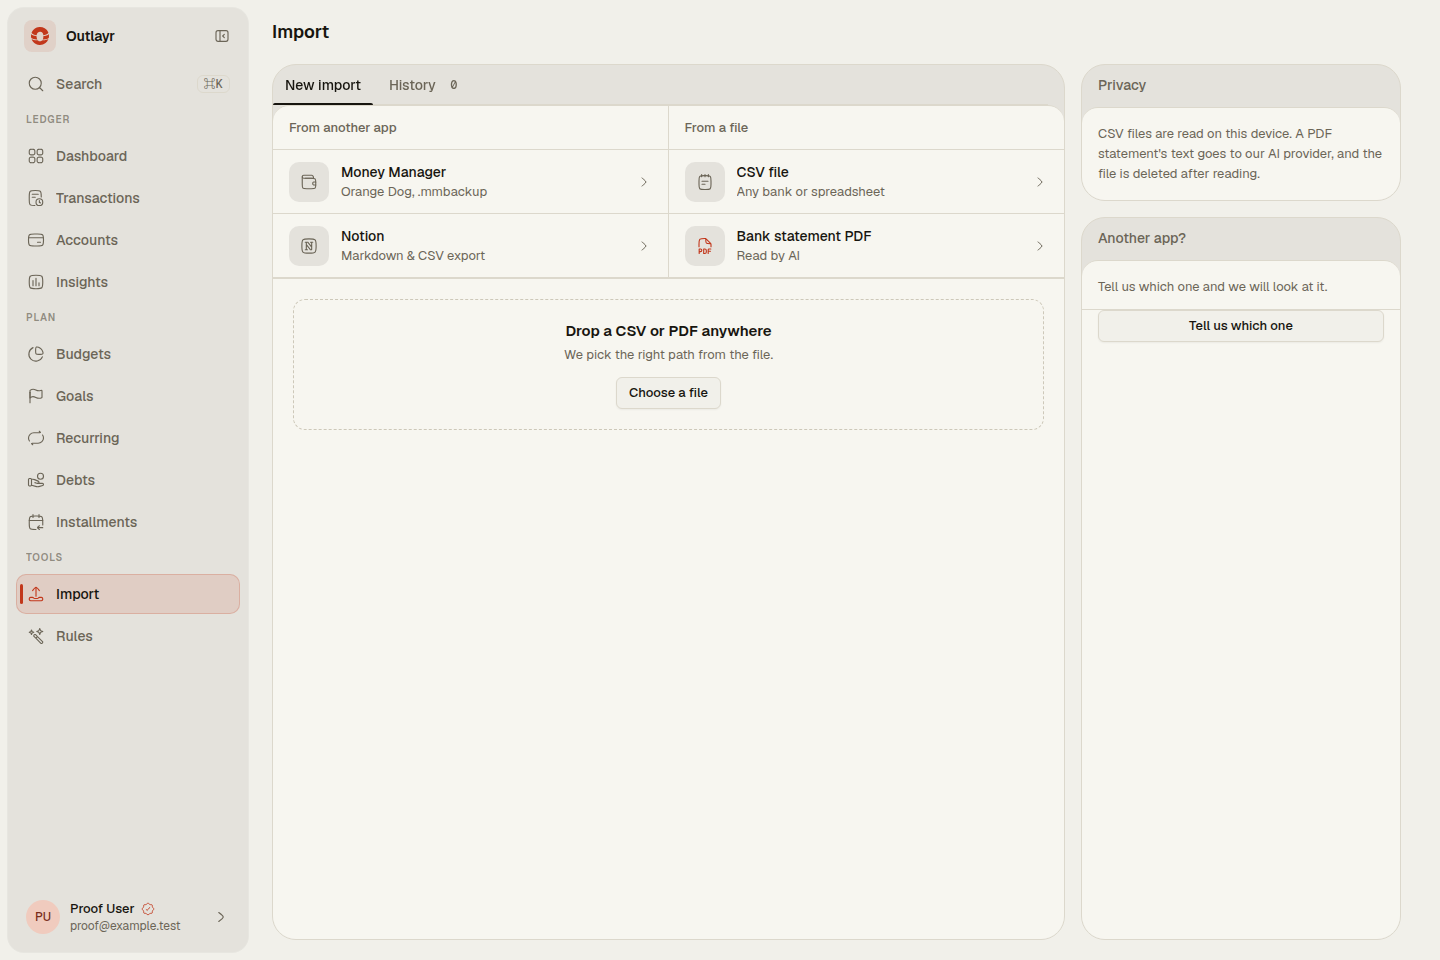 Outlayr
Search ⌘K
LEDGER
Dashboard
Transactions
Accounts
Insights
PLAN
Budgets
Goals
Recurring
Debts
Installments
TOOLS
Import
Rules
PU
Proof User
proof@example.test
Import
New import History 0
From another app
Money Manager
Orange Dog, .mmbackup
Notion
Markdown & CSV export
From a file
CSV file
Any bank or spreadsheet
PDF
Bank statement PDF
Read by AI
Drop a CSV or PDF anywhere
We pick the right path from the file.
Choose a file
Privacy
CSV files are read on this device. A PDF
statement's text goes to our AI provider, and the
file is deleted after reading.
Another app?
Tell us which one and we will look at it.
Tell us which one